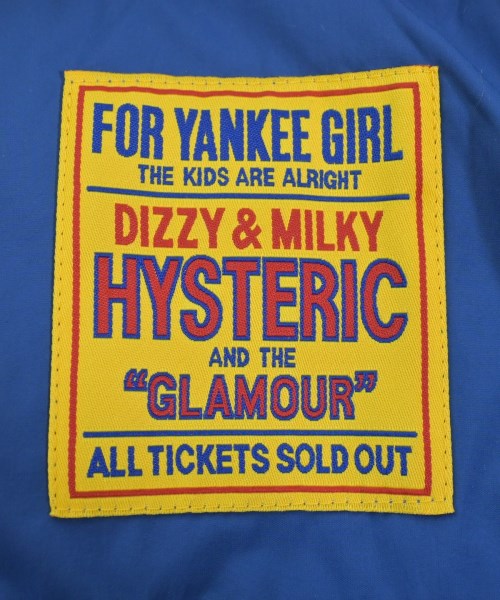 FOR YANKEE GIRL
THE KIDS ARE ALRIGHT
DIZZY & MILKY
HYSTERIC
AND THE
“GLAMOUR”
ALL TICKETS SOLD OUT